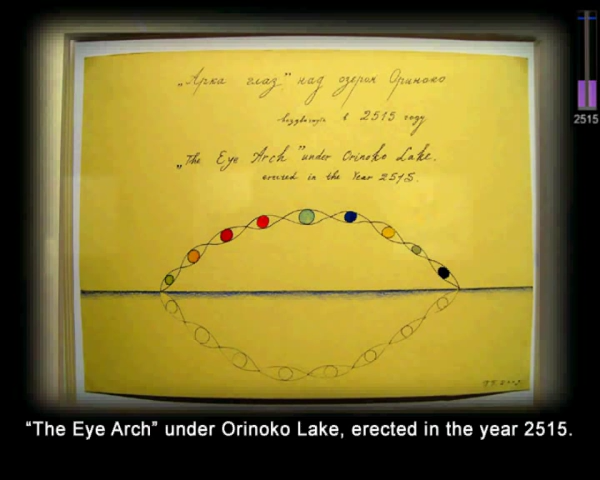 „Арка глаз" над озером Ориноко
воздвигнута в 2515 году
„The Eye Arch" under Orinoko Lake.
erected in the Year 2515.
2515
“The Eye Arch” under Orinoko Lake, erected in the year 2515.